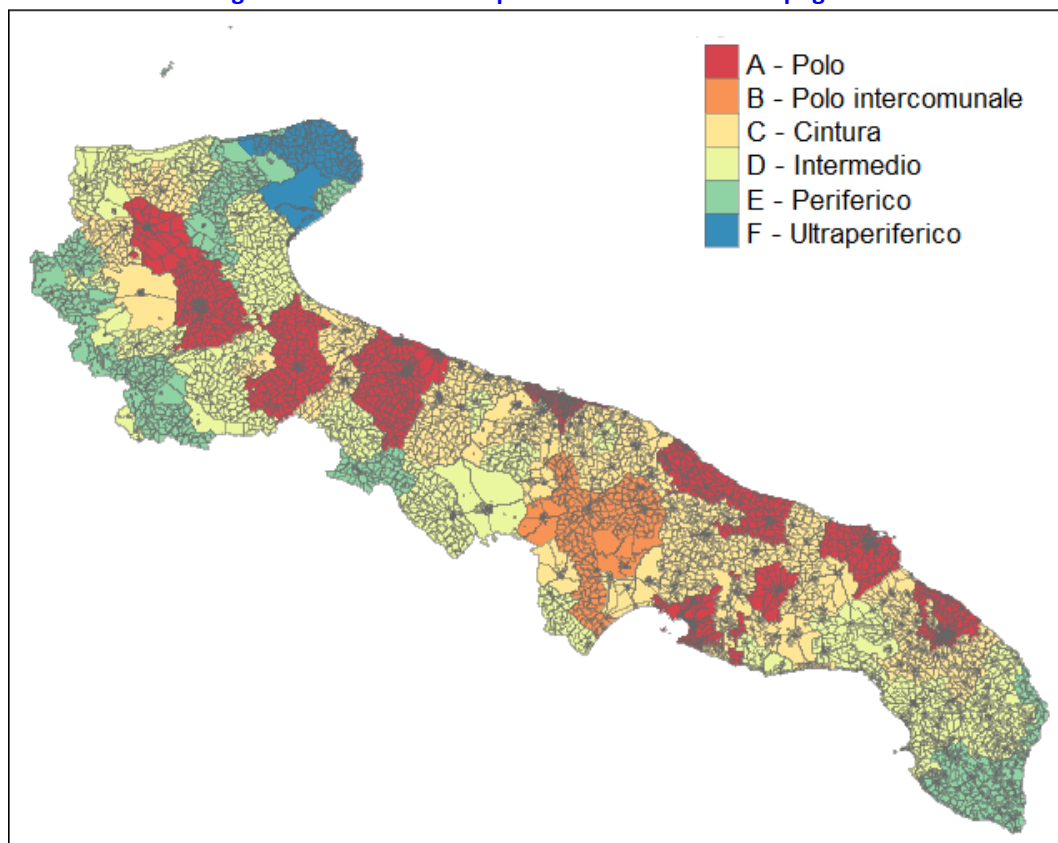 A - Polo
B - Polo intercomunale
C - Cintura
D - Intermedio
E - Periferico
F - Ultraperiferico